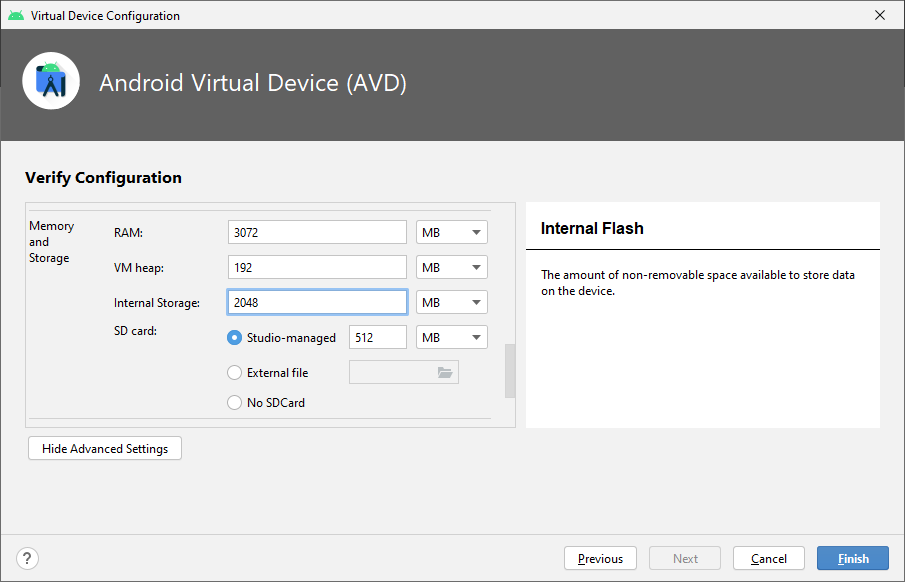 Virtual Device Configuration
Android Virtual Device (AVD)
Verify Configuration
Memory
and
Storage
RAM: 3072 MB
VM heap: 192 MB
Internal Storage: 2048 MB
SD card:
Studio-managed 512 MB
External file
No SDCard
Internal Flash
The amount of non-removable space available to store data
on the device.
Hide Advanced Settings
? Previous Next Cancel Finish